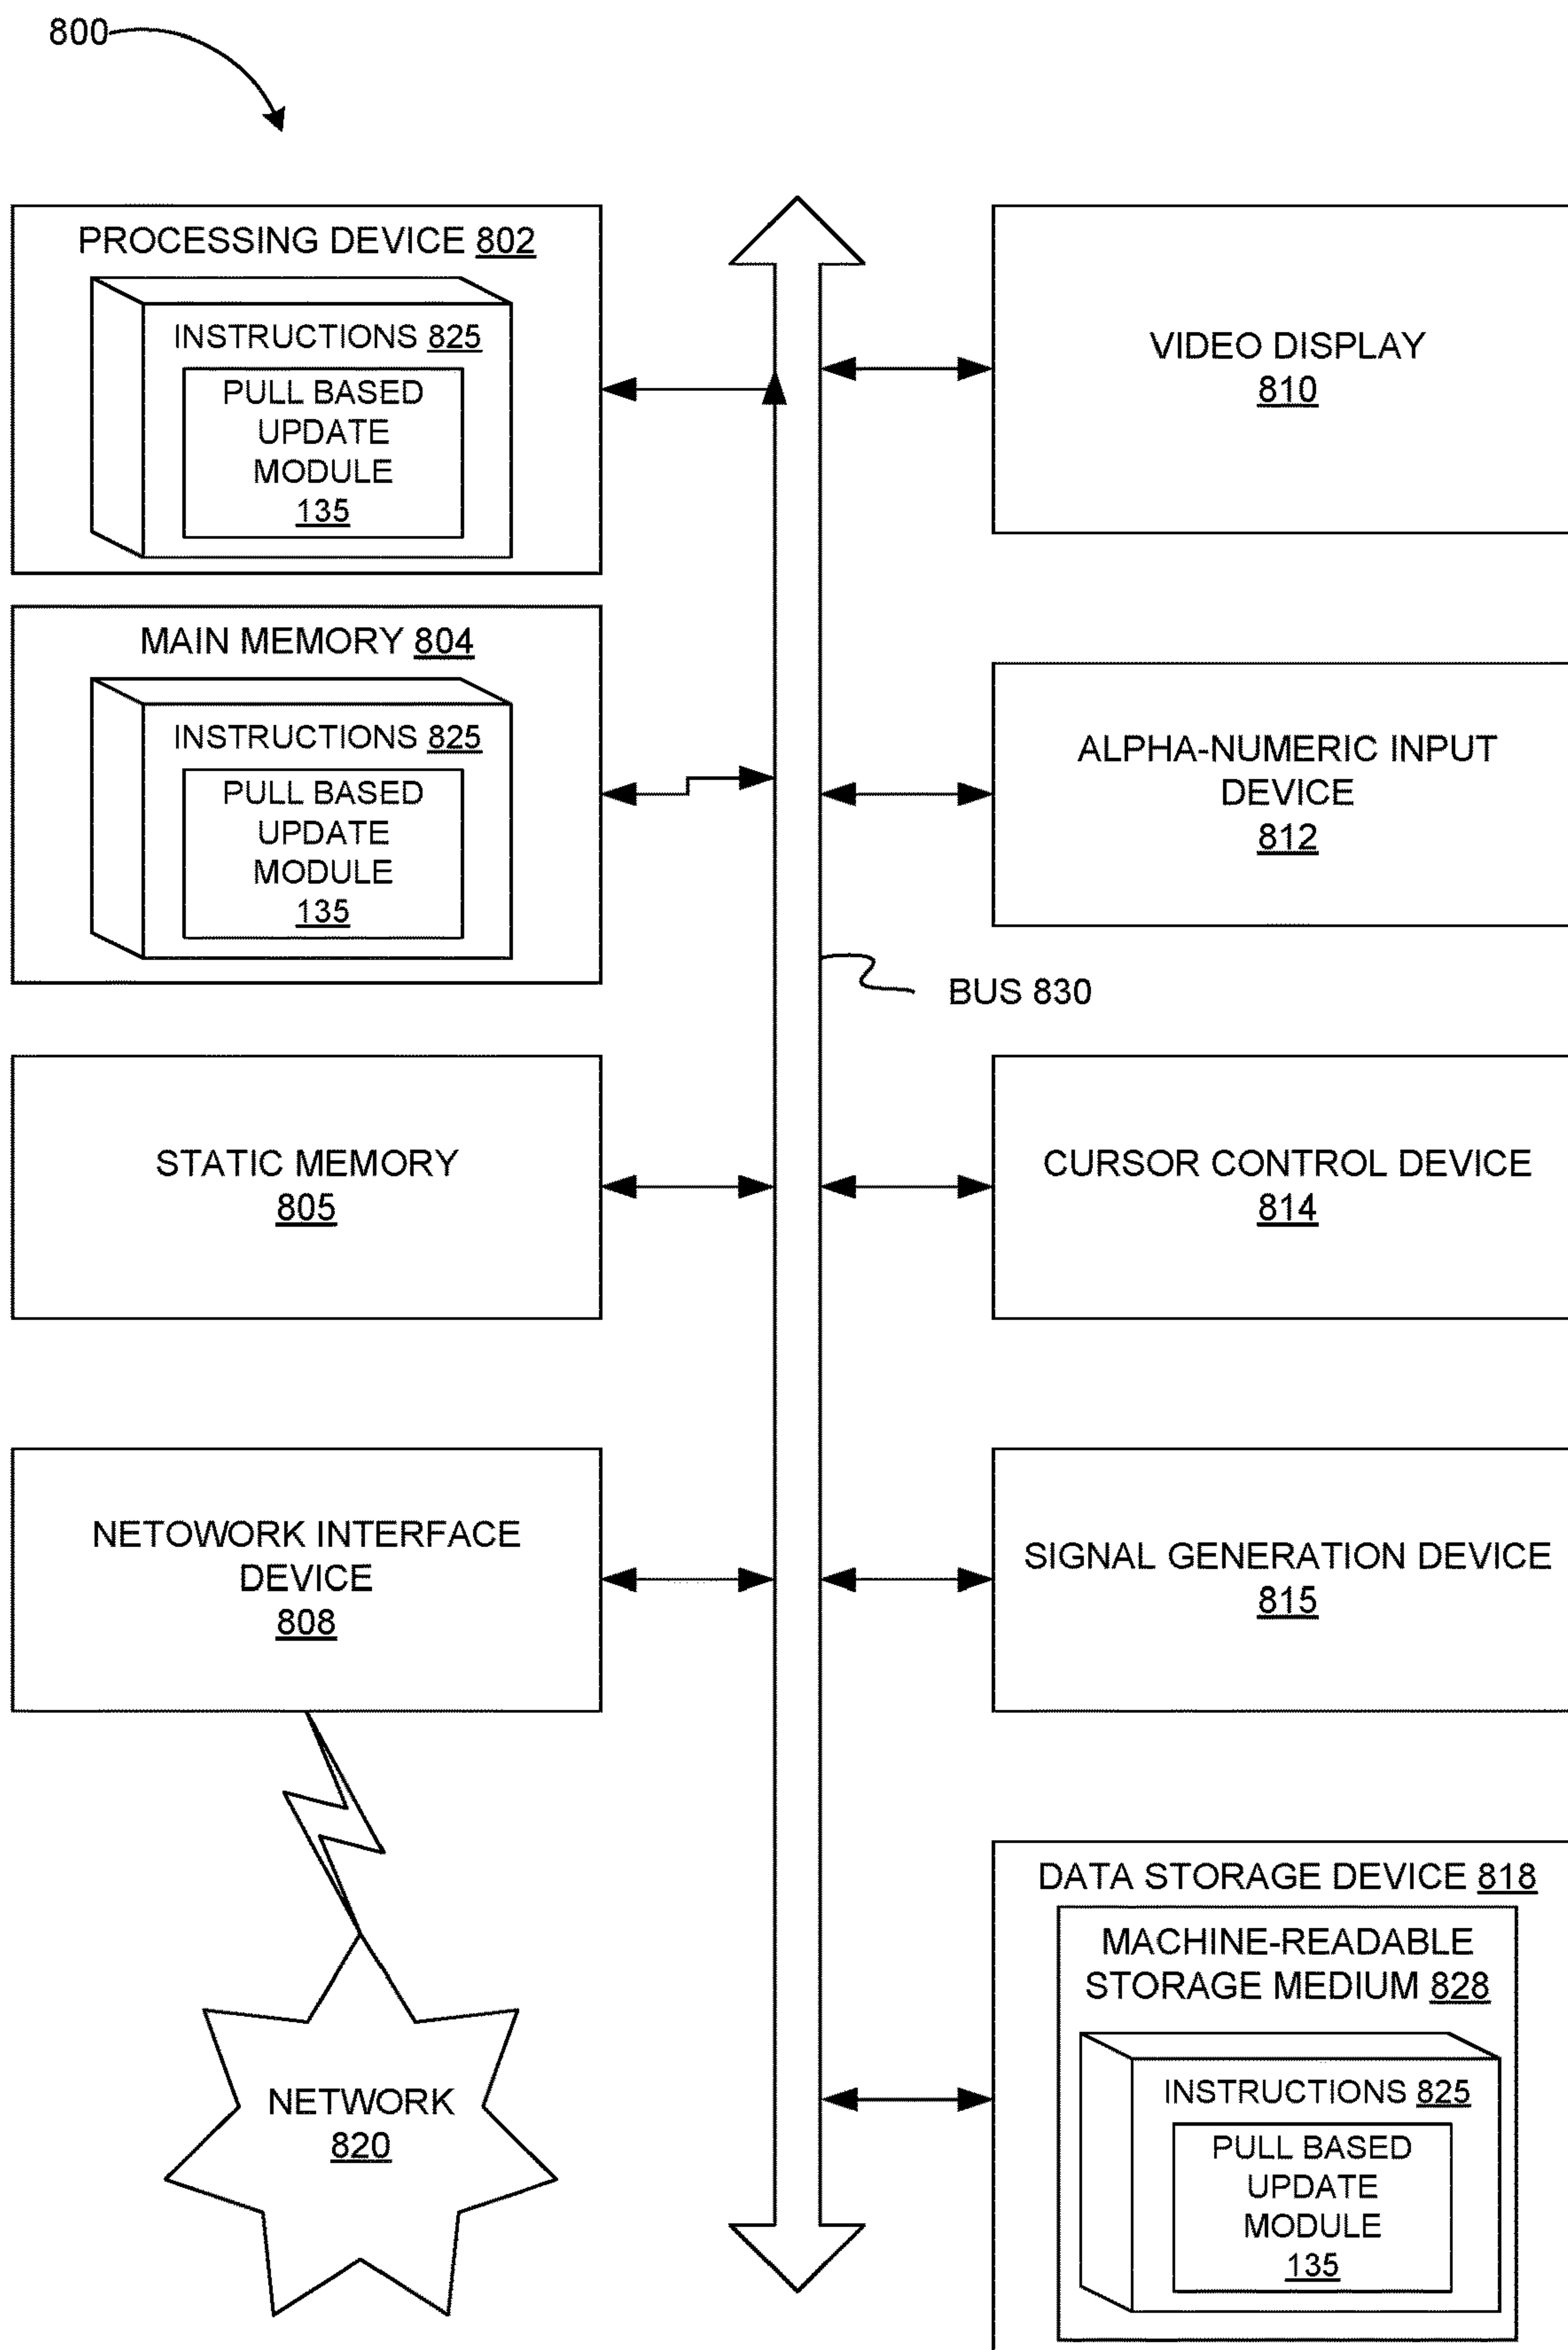 800
PROCESSING DEVICE 802
INSTRUCTIONS 825
PULL BASED
UPDATE
MODULE
135
MAIN MEMORY 804
INSTRUCTIONS 825
PULL BASED
UPDATE
MODULE
135
STATIC MEMORY
805
NETOWORK INTERFACE
DEVICE
808
NETWORK
820
VIDEO DISPLAY
810
ALPHA-NUMERIC INPUT
DEVICE
812
BUS 830
CURSOR CONTROL DEVICE
814
SIGNAL GENERATION DEVICE
815
DATA STORAGE DEVICE 818
MACHINE-READABLE
STORAGE MEDIUM 828
INSTRUCTIONS 825
PULL BASED
UPDATE
MODULE
135